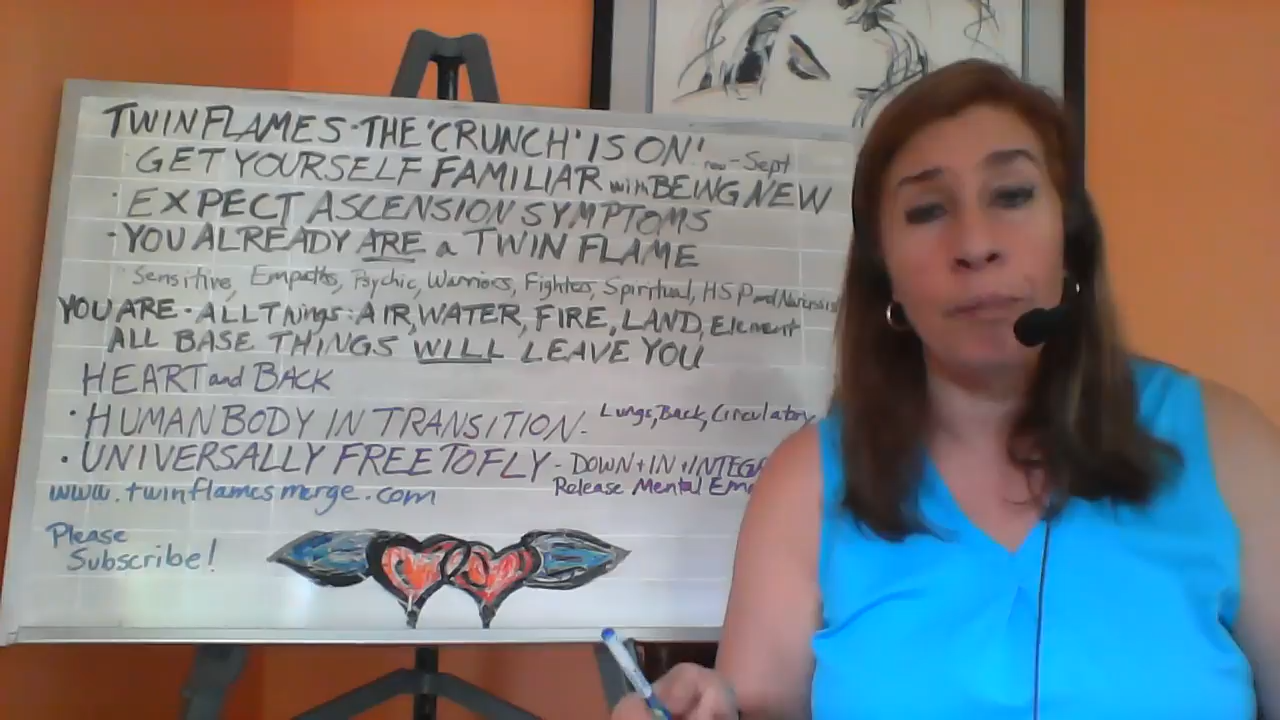 TWIN FLAMES - THE 'CRUNCH' IS ON! now - Sept
· GET YOURSELF FAMILIAR with BEING NEW
· EXPECT ASCENSION SYMPTOMS
· YOU ALREADY ARE a TWIN FLAME
Sensitive, Empaths, Psychic, Warriors, Fighters, Spiritual, HSP and
YOU ARE - ALL Things: AIR, WATER, FIRE, LAND, Element
ALL BASE THINGS WILL LEAVE YOU
HEART and BACK
· HUMAN BODY IN TRANSITION - Lungs, Back, Circulatory
· UNIVERSALLY FREE TO FLY - DOWN + IN +
Release Mental
www.twinflamesmerge.com
Please
Subscribe!